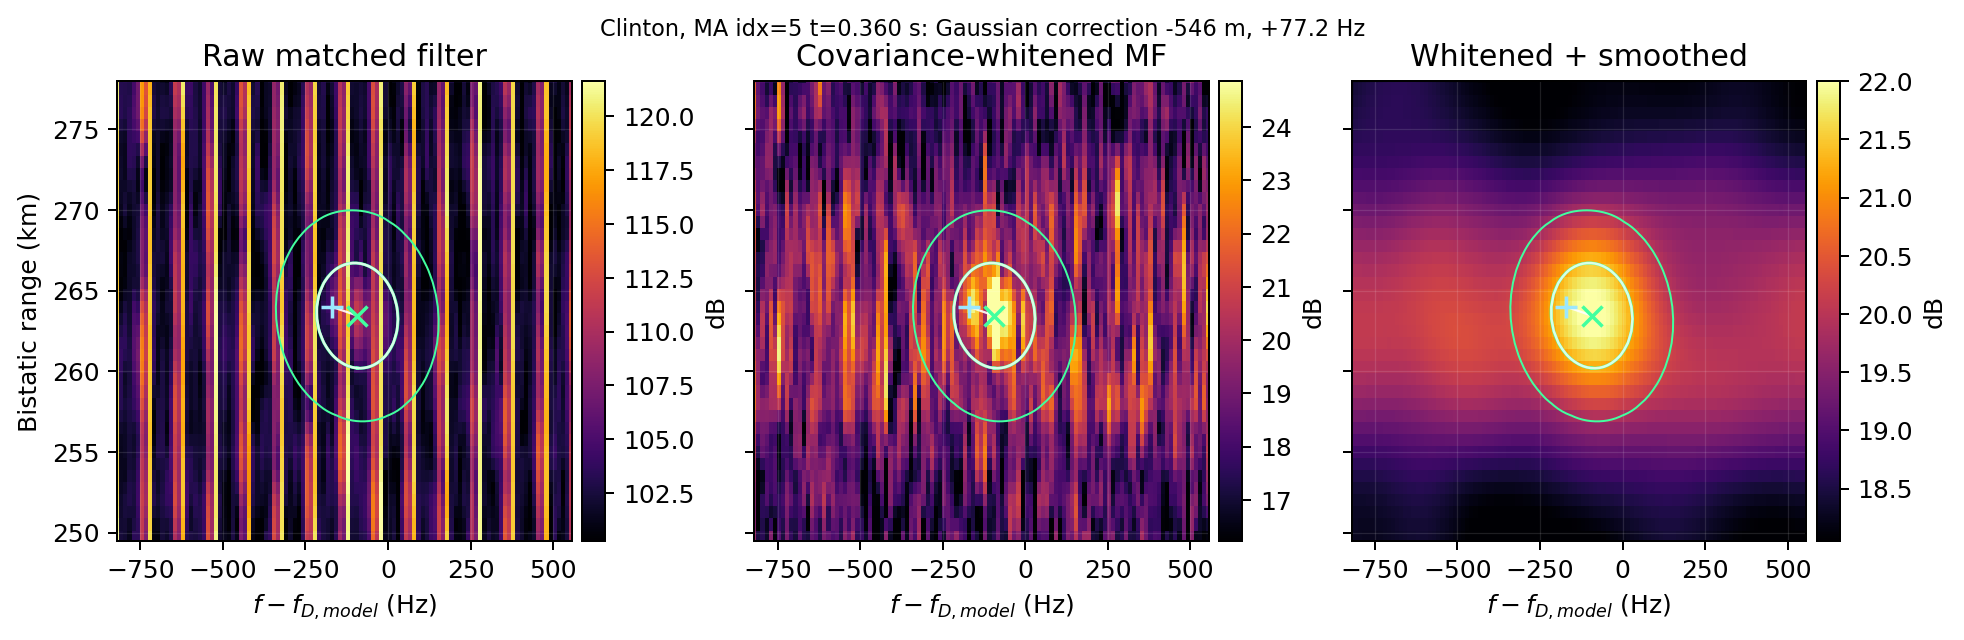 Clinton, MA idx=5 t=0.360 s: Gaussian correction -546 m, +77.2 Hz
Raw matched filter
Covariance-whitened MF
Whitened + smoothed
Bistatic range (km)
275
270
265
260
255
250
−750 −500 −250 0 250 500
f − f_{D, model} (Hz)
120.0
117.5
115.0
112.5
110.0
107.5
105.0
102.5
dB
−750 −500 −250 0 250 500
f − f_{D, model} (Hz)
24
23
22
21
20
19
18
17
dB
−750 −500 −250 0 250 500
f − f_{D, model} (Hz)
22.0
21.5
21.0
20.5
20.0
19.5
19.0
18.5
dB